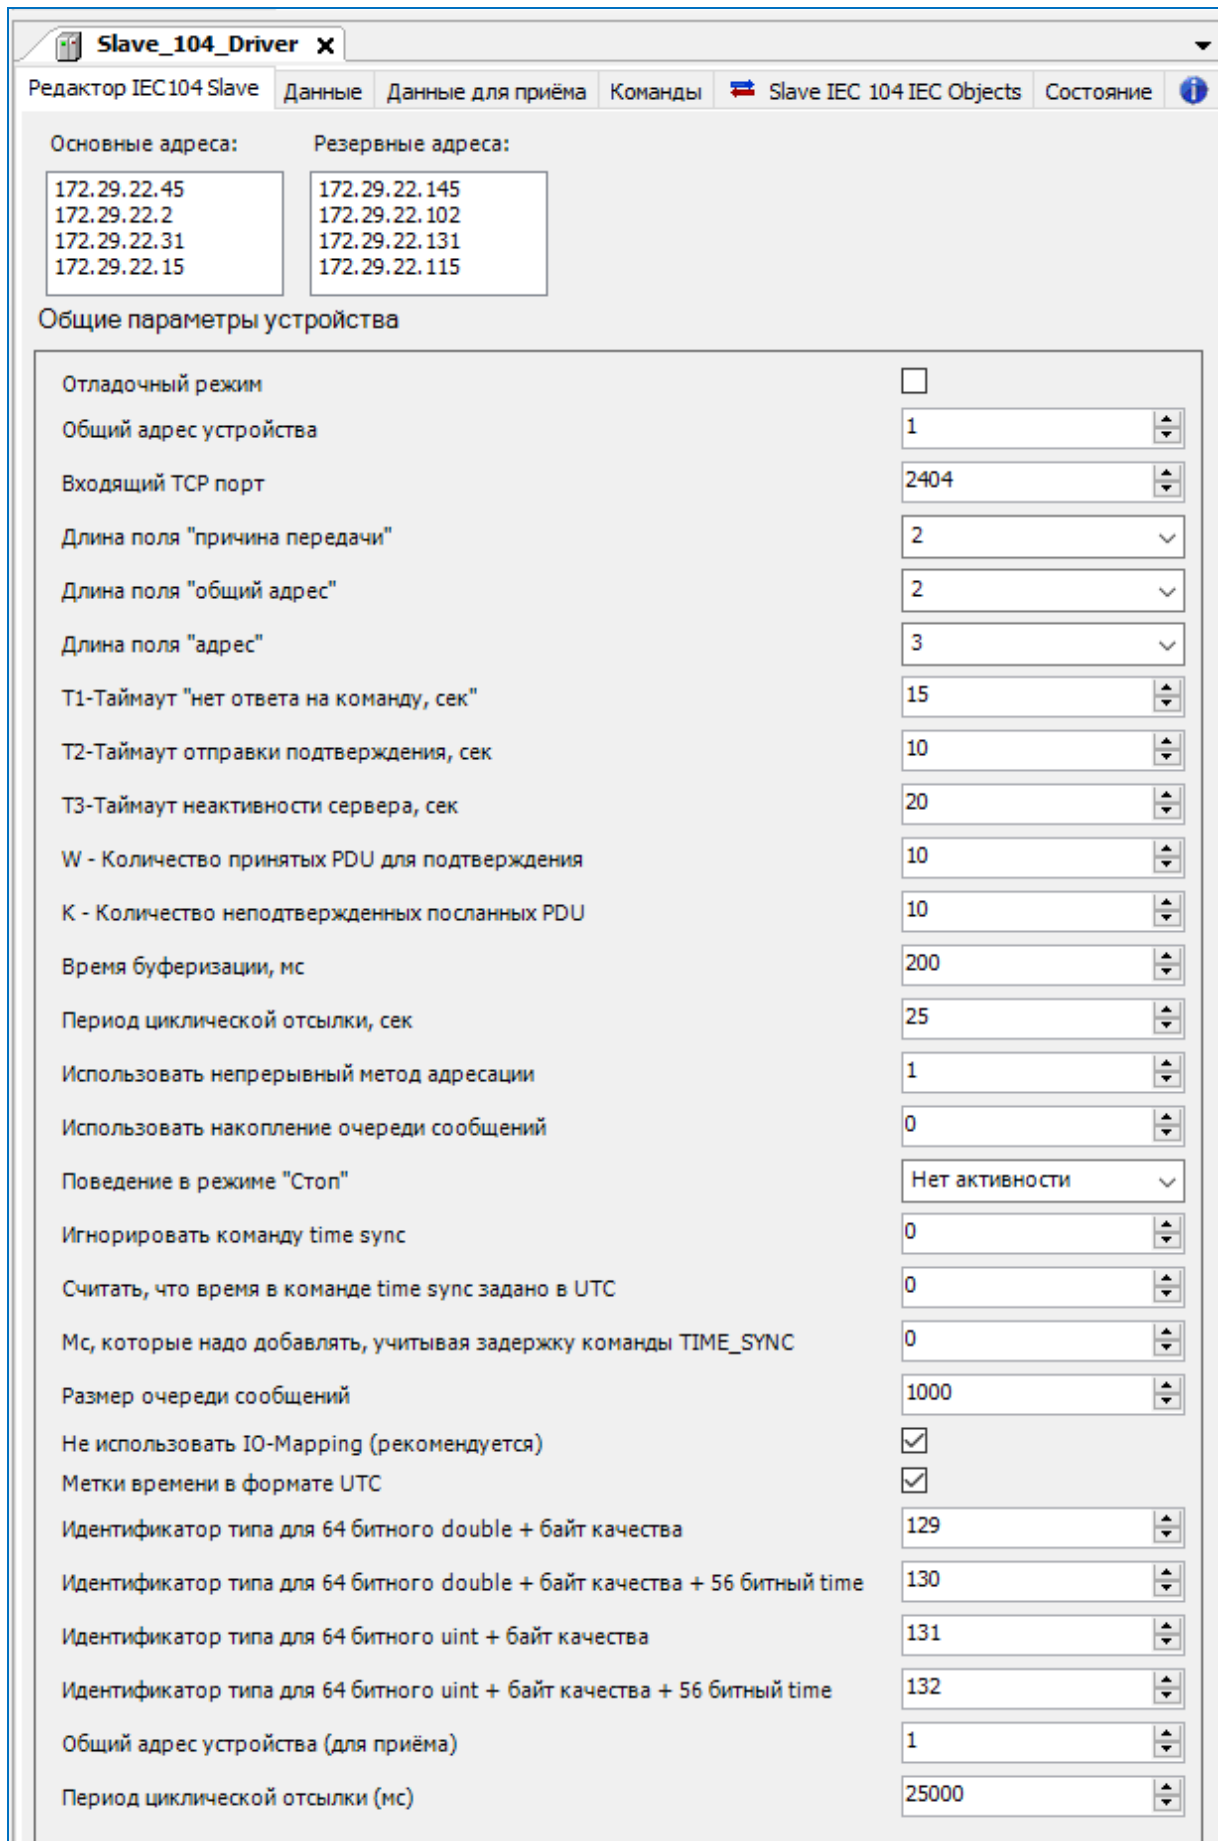 Slave_104_Driver
Редактор IEC104 Slave Данные Данные для приёма Команды Slave IEC 104 IEC Objects Состояние
Основные адреса: Резервные адреса:
172.29.22.45 172.29.22.145
172.29.22.2 172.29.22.102
172.29.22.31 172.29.22.131
172.29.22.15 172.29.22.115
Общие параметры устройства
Отладочный режим
Общий адрес устройства 1
Входящий TCP порт 2404
Длина поля "причина передачи" 2
Длина поля "общий адрес" 2
Длина поля "адрес" 3
T1-Таймаут "нет ответа на команду, сек" 15
T2-Таймаут отправки подтверждения, сек 10
T3-Таймаут неактивности сервера, сек 20
W - Количество принятых PDU для подтверждения 10
K - Количество неподтвержденных посланных PDU 10
Время буферизации, мс 200
Период циклической отсылки, сек 25
Использовать непрерывный метод адресации 1
Использовать накопление очереди сообщений 0
Поведение в режиме "Стоп" Нет активности
Игнорировать команду time sync 0
Считать, что время в команде time sync задано в UTC 0
Мс, которые надо добавлять, учитывая задержку команды TIME_SYNC 0
Размер очереди сообщений 1000
Не использовать IO-Mapping (рекомендуется)
Метки времени в формате UTC
Идентификатор типа для 64 битного double + байт качества 129
Идентификатор типа для 64 битного double + байт качества + 56 битный time 130
Идентификатор типа для 64 битного uint + байт качества 131
Идентификатор типа для 64 битного uint + байт качества + 56 битный time 132
Общий адрес устройства (для приёма) 1
Период циклической отсылки (мс) 25000